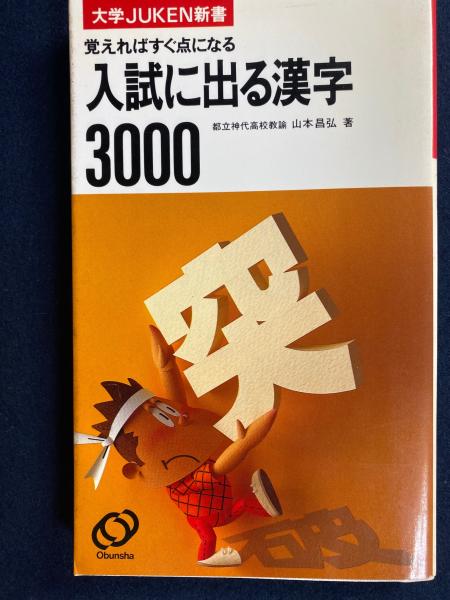 大学JUKEN新書
覚えればすぐ点になる
入試に出る漢字
3000
都立神代高校教諭 山本昌弘 著
突
破
Obunsha